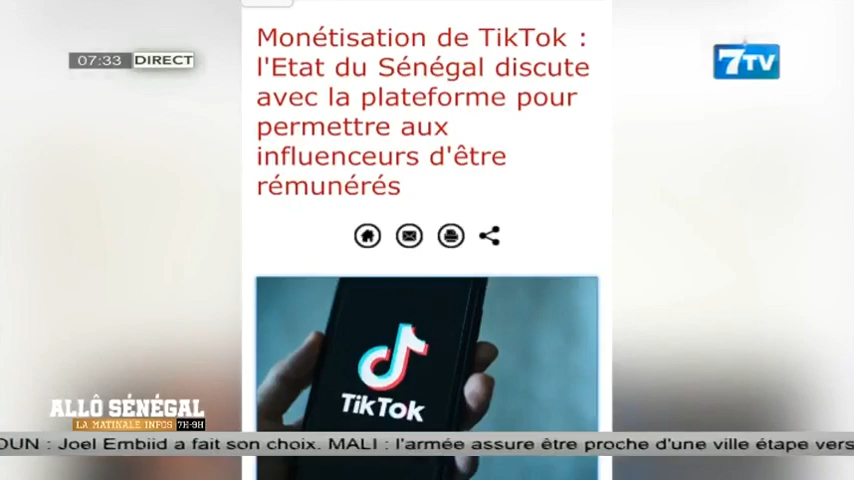 07:33 DIRECT
7TV
Monétisation de TikTok :
l'Etat du Sénégal discute
avec la plateforme pour
permettre aux
influenceurs d'être
rémunérés
TikTok
ALLÔ SÉNÉGAL
LA MATINALE INFOS 7H-9H
OUN : Joel Embiid a fait son choix. MALI : l'armée assure être proche d'une ville étape vers